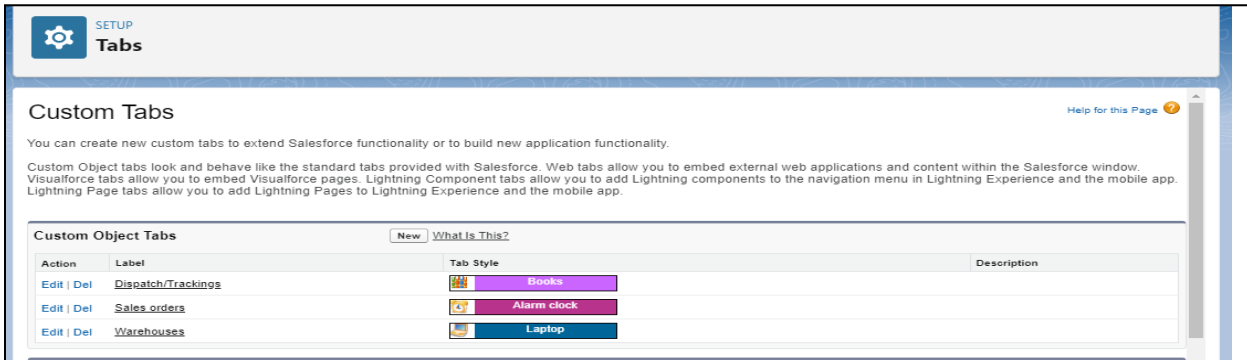 SETUP
Tabs
Custom Tabs
Help for this Page ?
You can create new custom tabs to extend Salesforce functionality or to build new application functionality.
Custom Object tabs look and behave like the standard tabs provided with Salesforce. Web tabs allow you to embed external web applications and content within the Salesforce window.
Visualforce tabs allow you to embed Visualforce pages. Lightning Component tabs allow you to add Lightning components to the navigation menu in Lightning Experience and the mobile app.
Lightning Page tabs allow you to add Lightning Pages to Lightning Experience and the mobile app.
Custom Object Tabs New What Is This?
Action Label Tab Style Description
Edit | Del Dispatch/Trackings Books
Edit | Del Sales orders Alarm clock
Edit | Del Warehouses Laptop